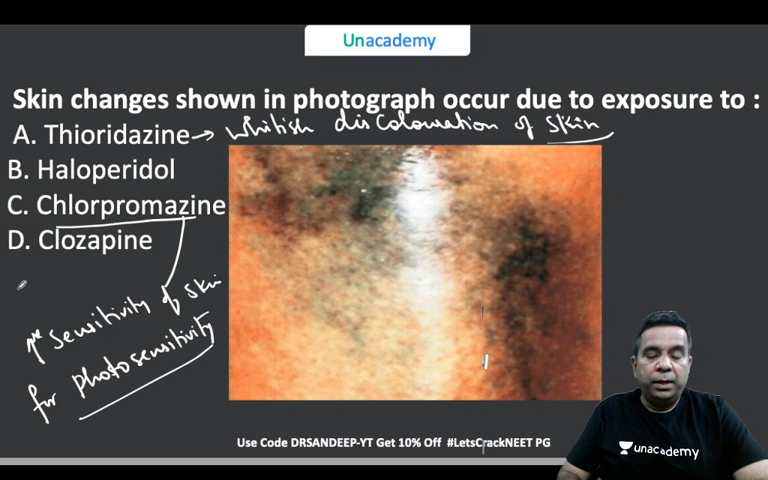 Unacademy
Skin changes shown in photograph occur due to exposure to :
A. Thioridazine → Whitish discolouration of skin
B. Haloperidol
C. Chlorpromazine
D. Clozapine
sensitivity of skin
for photosensitivity
unacademy
Use Code DRSANDEEP-YT Get 10% Off #LetsCrackNEET PG